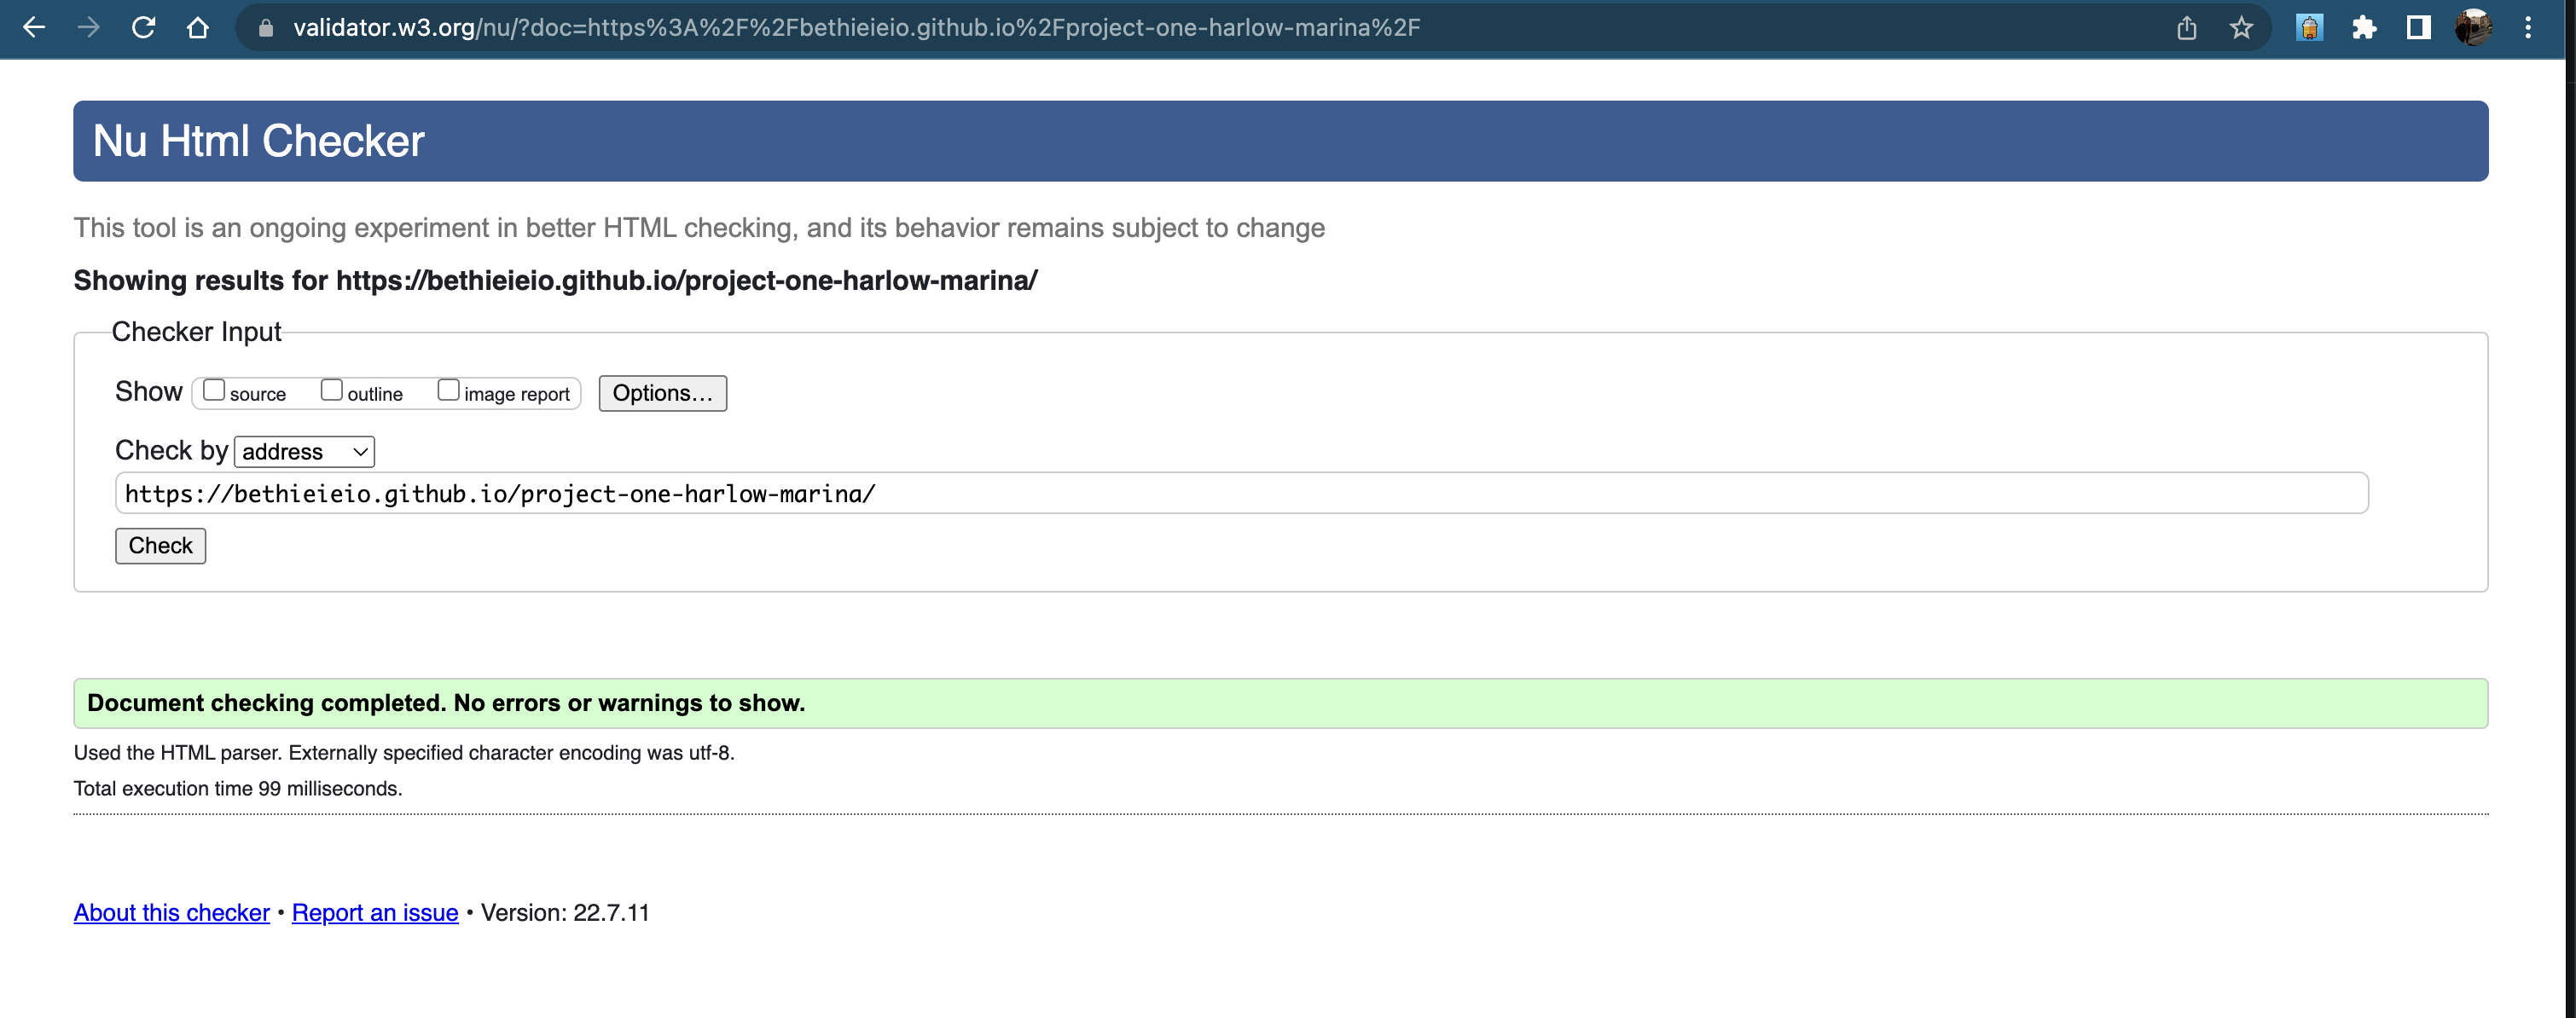 validator.w3.org/nu/?doc=https%3A%2F%2Fbethieieio.github.io%2Fproject-one-harlow-marina%2F
Nu Html Checker
This tool is an ongoing experiment in better HTML checking, and its behavior remains subject to change
Showing results for https://bethieieio.github.io/project-one-harlow-marina/
Checker Input
Show source outline image report Options...
Check by address
https://bethieieio.github.io/project-one-harlow-marina/
Check
Document checking completed. No errors or warnings to show.
Used the HTML parser. Externally specified character encoding was utf-8.
Total execution time 99 milliseconds.
About this checker • Report an issue • Version: 22.7.11